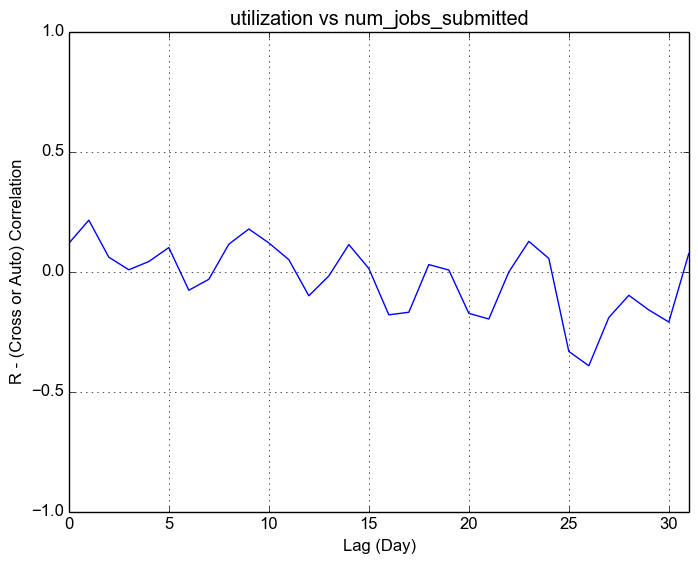 utilization vs num_jobs_submitted
1.0
0.5
0.0
−0.5
−1.0
R - (Cross or Auto) Correlation
0 5 10 15 20 25 30
Lag (Day)